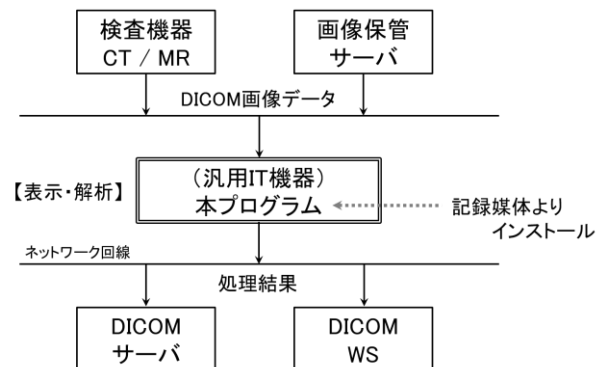 検査機器
CT / MR
画像保管
サーバ
DICOM画像データ
【表示・解析】
（汎用IT機器）
本プログラム
記録媒体より
インストール
ネットワーク回線
処理結果
DICOM
サーバ
DICOM
WS